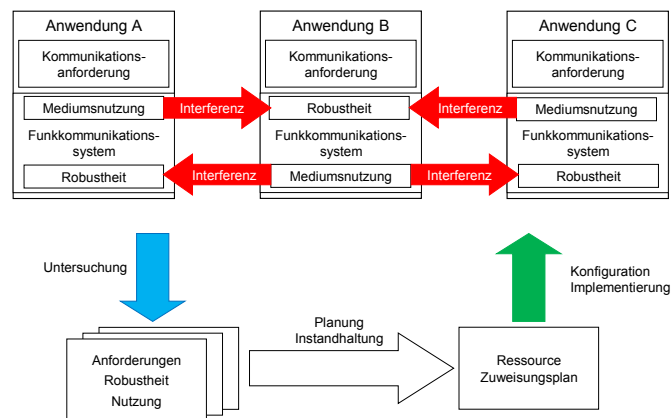 Anwendung A
Anwendung B
Anwendung C
Kommunikations-
anforderung
Kommunikations-
anforderung
Kommunikations-
anforderung
Mediumsnutzung
Interferenz
Robustheit
Interferenz
Mediumsnutzung
Funkkommunikations-
system
Funkkommunikations-
system
Funkkommunikations-
system
Robustheit
Interferenz
Mediumsnutzung
Interferenz
Robustheit
Untersuchung
Konfiguration
Implementierung
Planung
Instandhaltung
Anforderungen
Robustheit
Nutzung
Ressource
Zuweisungsplan